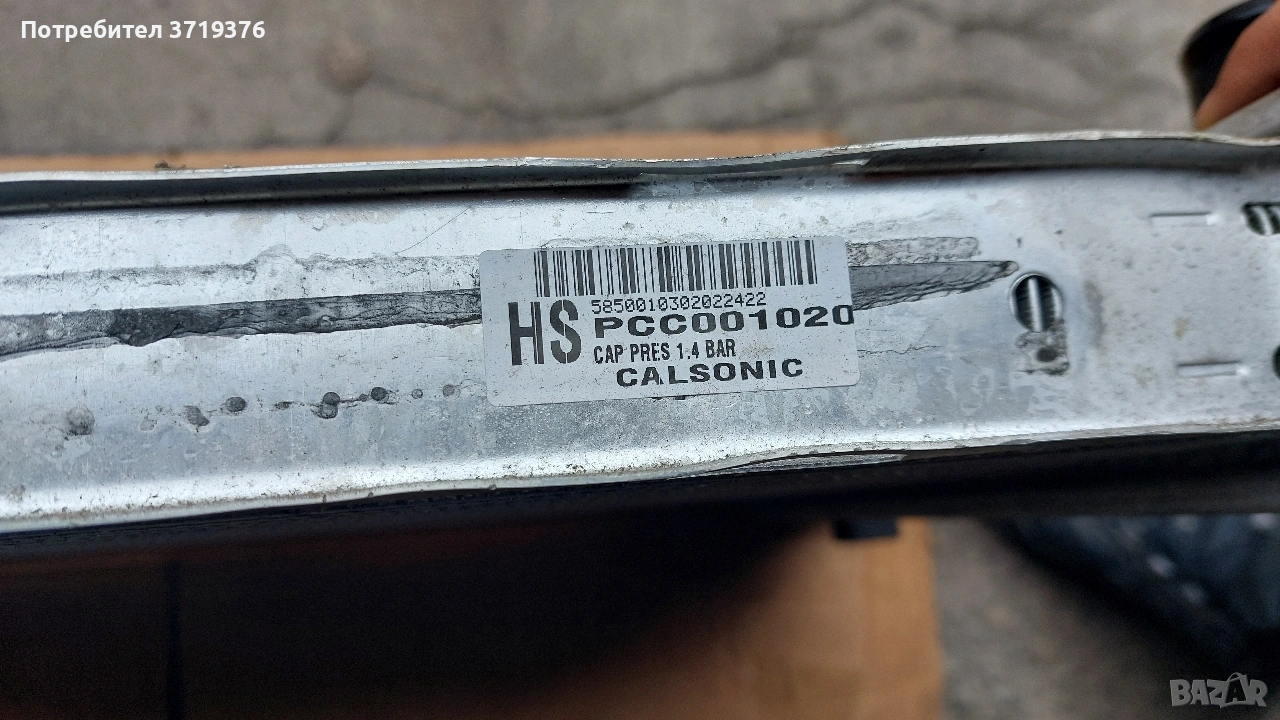 Потребител 3719376
5850010302022422
HS PCC001020
CAP PRES 1.4 BAR
CALSONIC
BAZAR